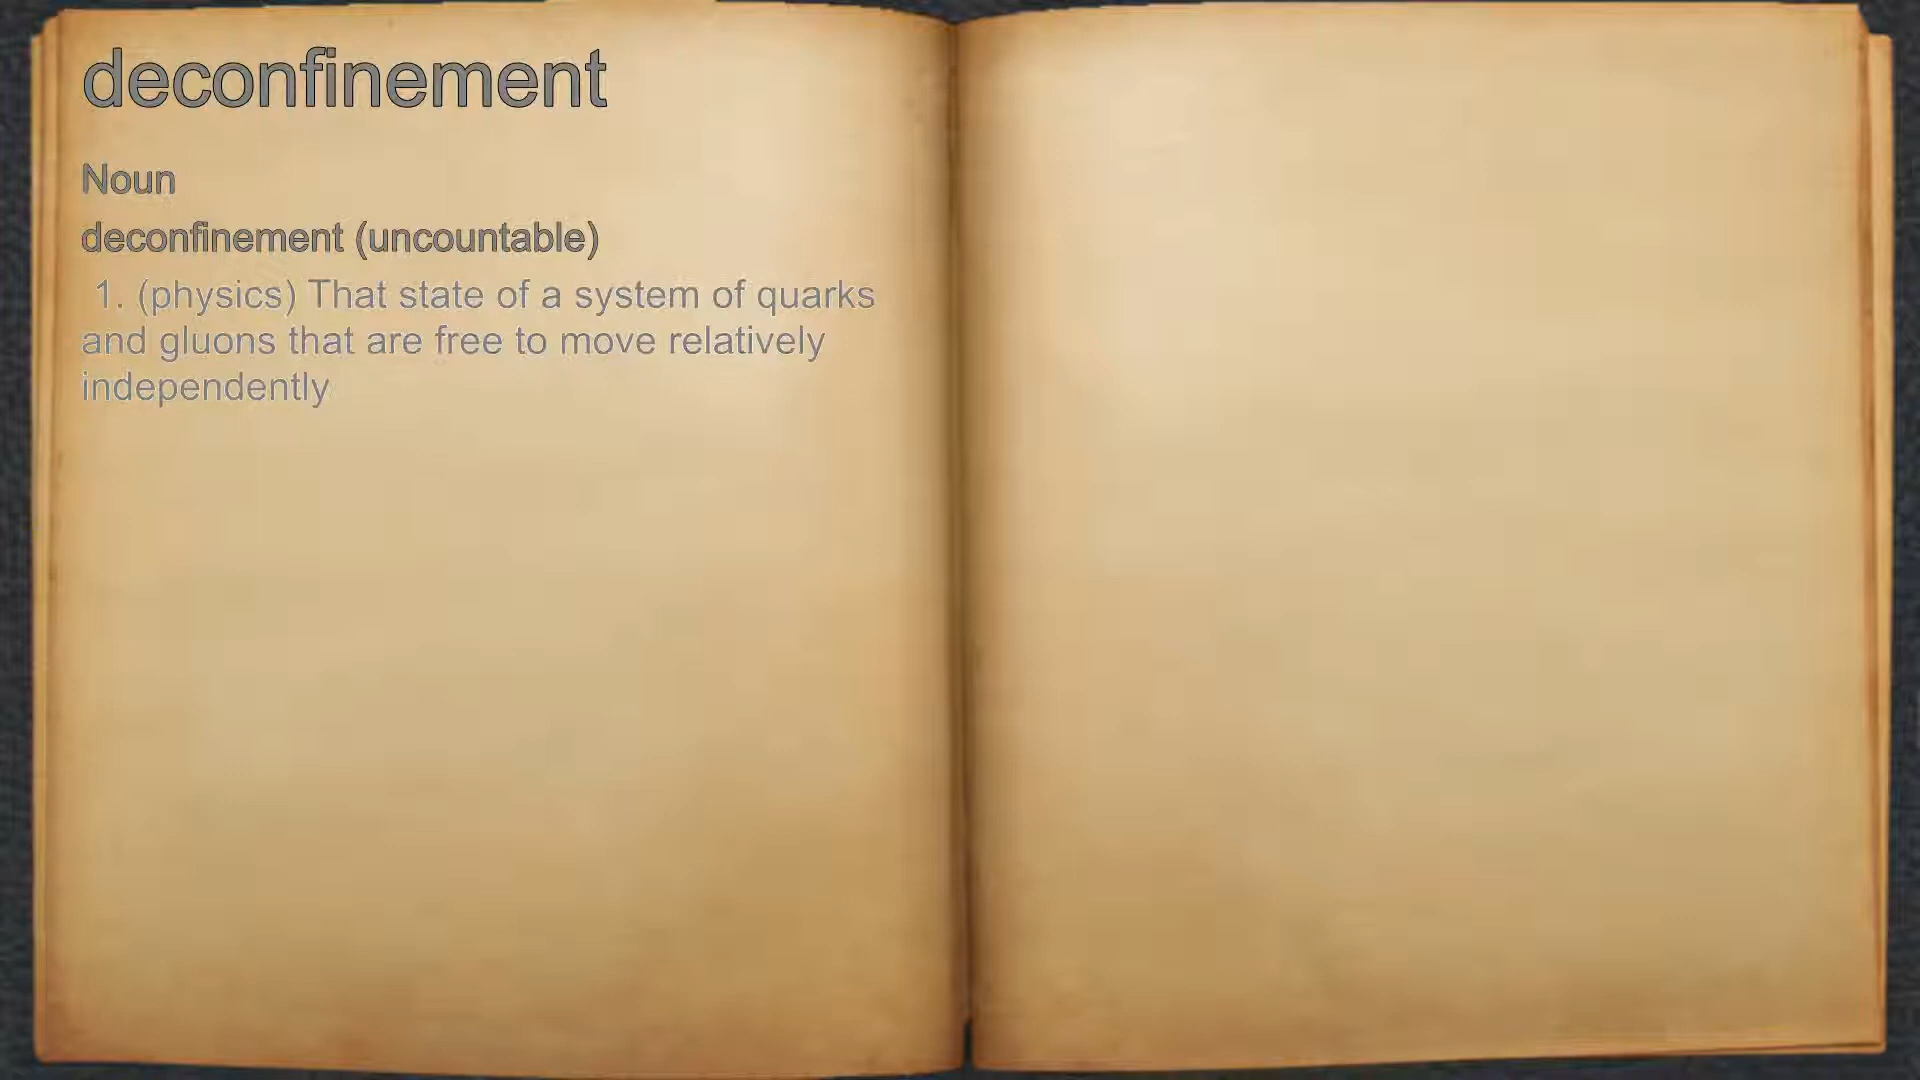 deconfinement
Noun
deconfinement (uncountable)
1. (physics) That state of a system of quarks
and gluons that are free to move relatively
independently